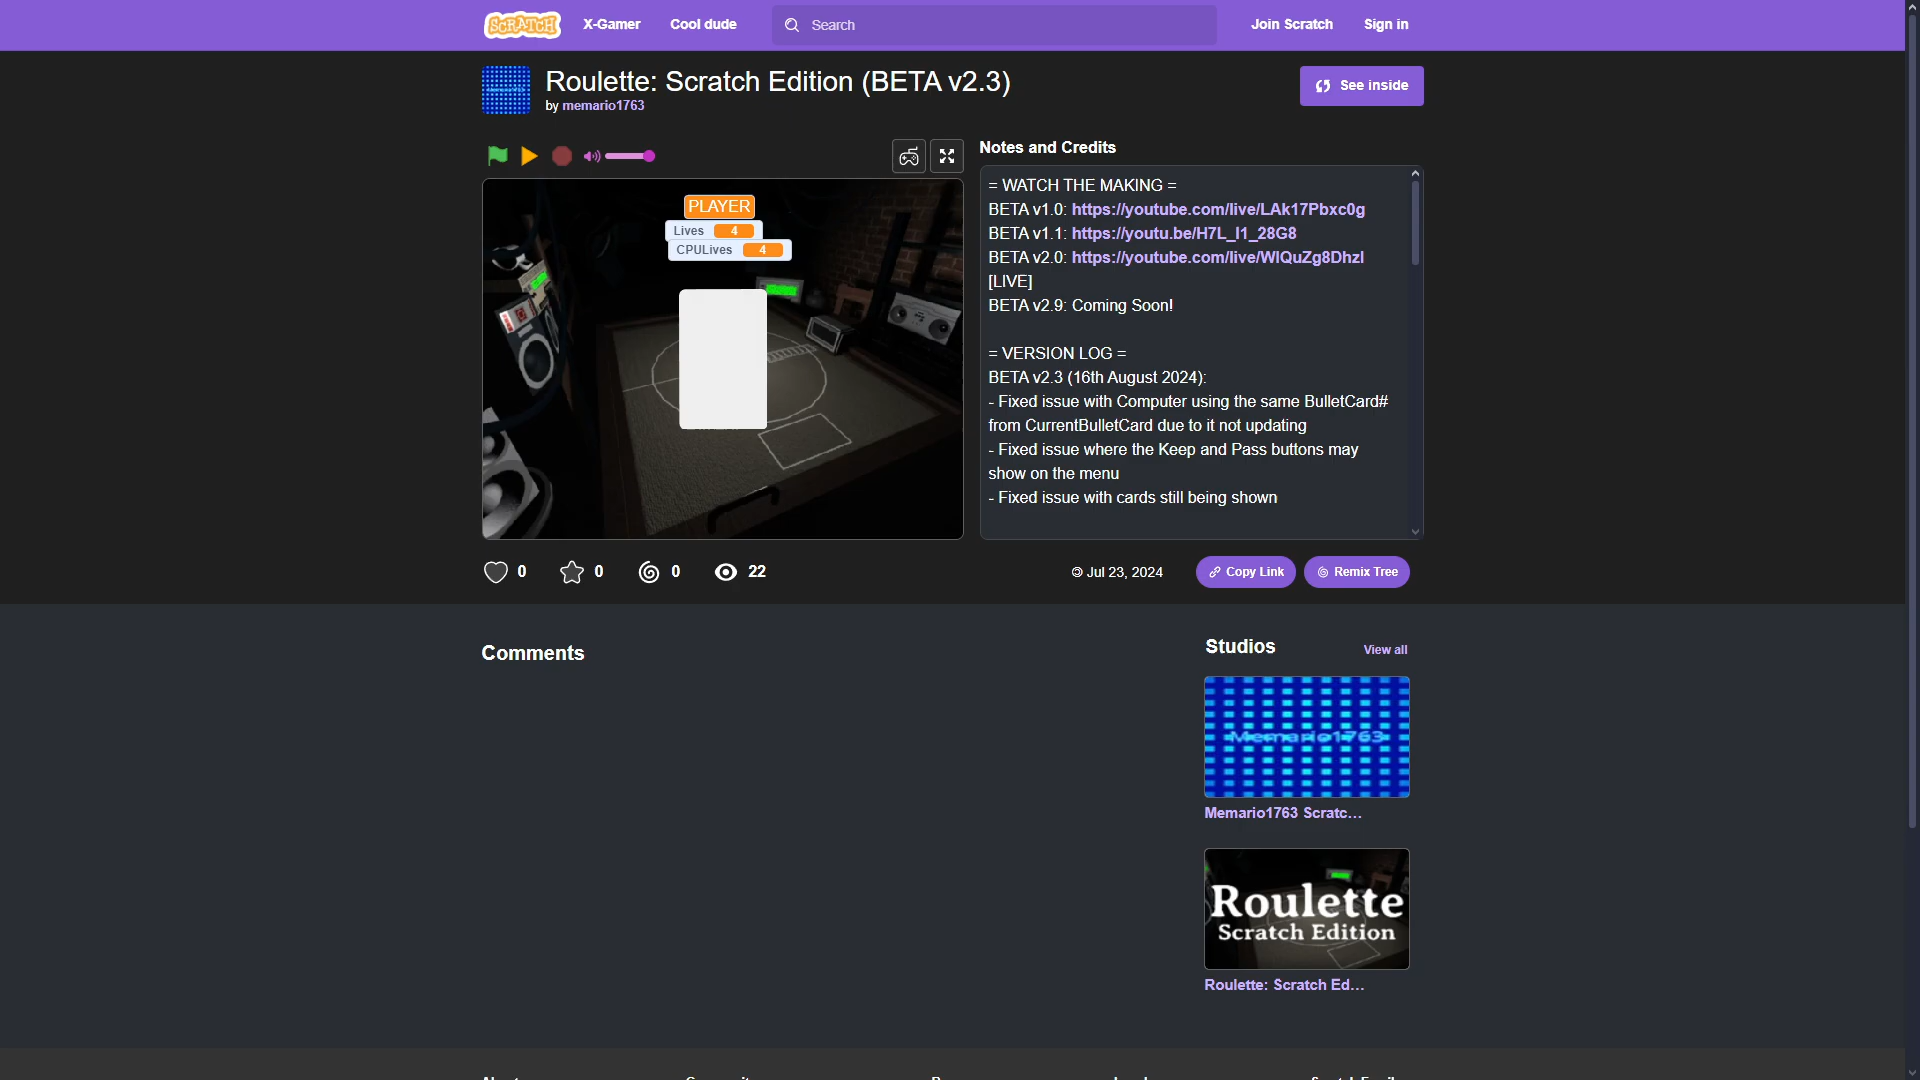 SCRATCH
X-Gamer
Cool dude
Search
Join Scratch
Sign in
Roulette: Scratch Edition (BETA v2.3)
by memario1763
See inside
Notes and Credits
PLAYER
Lives 4
CPULives 4
= WATCH THE MAKING =
BETA v1.0: https://youtube.com/live/LAk17Pbxc0g
BETA v1.1: https://youtu.be/H7L_I1_28G8
BETA v2.0: https://youtube.com/live/WIQuZg8DhzI
[LIVE]
BETA v2.9: Coming Soon!
= VERSION LOG =
BETA v2.3 (16th August 2024):
- Fixed issue with Computer using the same BulletCard#
from CurrentBulletCard due to it not updating
- Fixed issue where the Keep and Pass buttons may
show on the menu
- Fixed issue with cards still being shown
0
0
0
22
Jul 23, 2024
Copy Link
Remix Tree
Comments
Studios
View all
Memario1763
Memario1763 Scratc...
Roulette
Scratch Edition
Roulette: Scratch Ed...